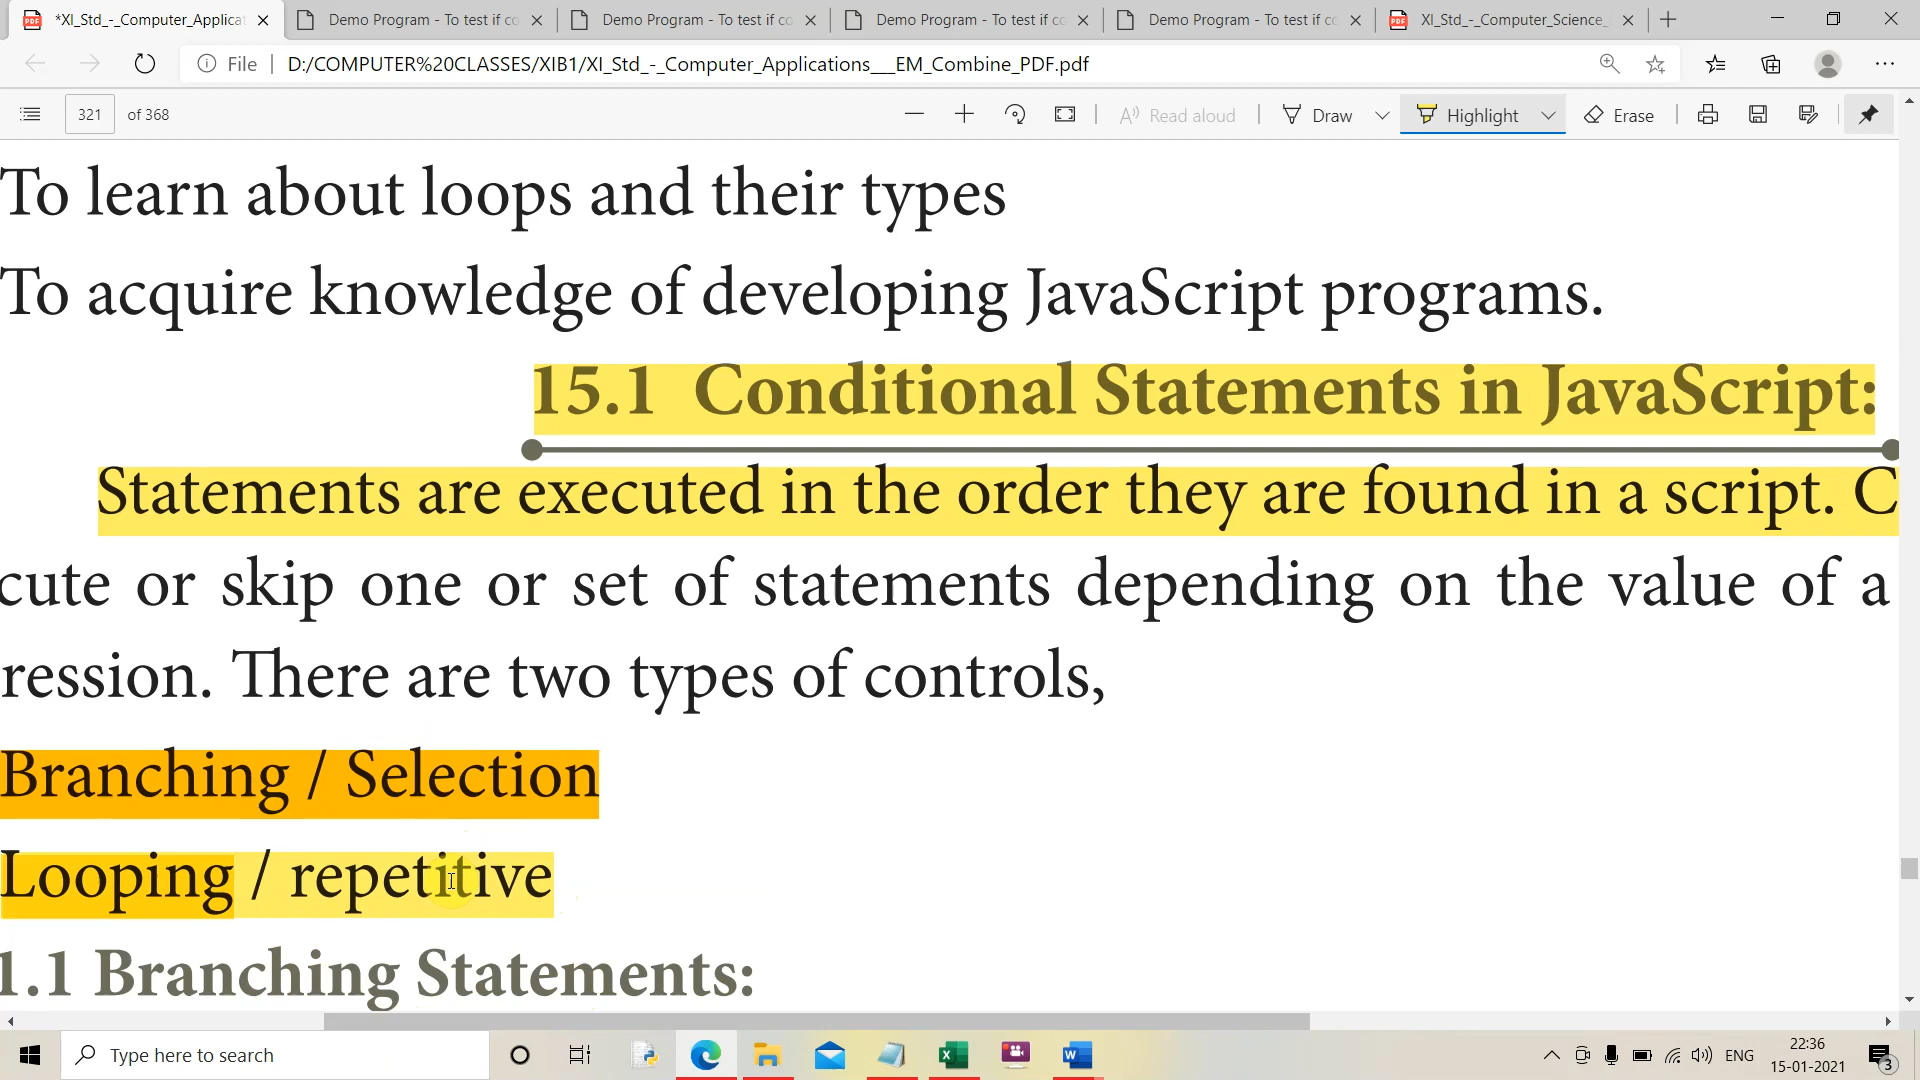 *XI_Std_-_Computer_Applicat
Demo Program - To test if co
Demo Program - To test if co
Demo Program - To test if co
Demo Program - To test if co
XI_Std_-_Computer_Science_
File
D:/COMPUTER%20CLASSES/XIB1/XI_Std_-_Computer_Applications___EM_Combine_PDF.pdf
321 of 368
Read aloud
Draw
Highlight
Erase
To learn about loops and their types
To acquire knowledge of developing JavaScript programs.
15.1 Conditional Statements in JavaScript:
Statements are executed in the order they are found in a script. C
cute or skip one or set of statements depending on the value of a
ression. There are two types of controls,
Branching / Selection
Looping / repetitive
1.1 Branching Statements:
Type here to search
ENG
22:36
15-01-2021
3